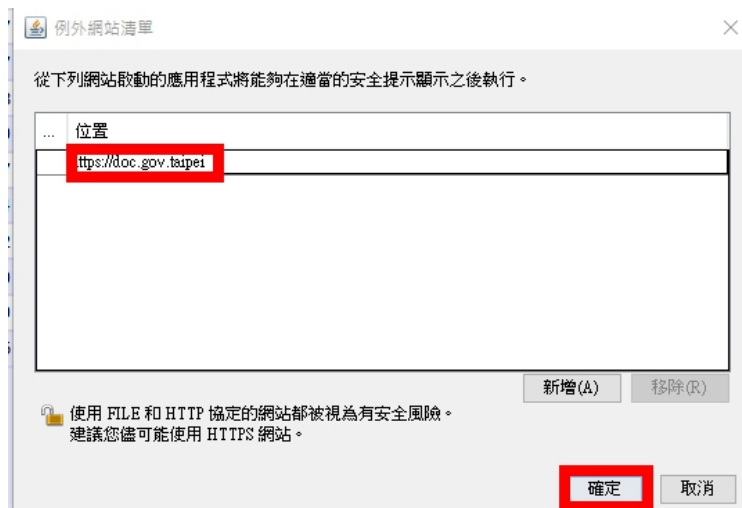 例外網站清單
從下列網站啟動的應用程式將能夠在適當的安全提示顯示之後執行。
... 位置
ttps://doc.gov.taipei
新增(A) 移除(R)
使用 FILE 和 HTTP 協定的網站都被視為有安全風險。
建議您儘可能使用 HTTPS 網站。
確定 取消